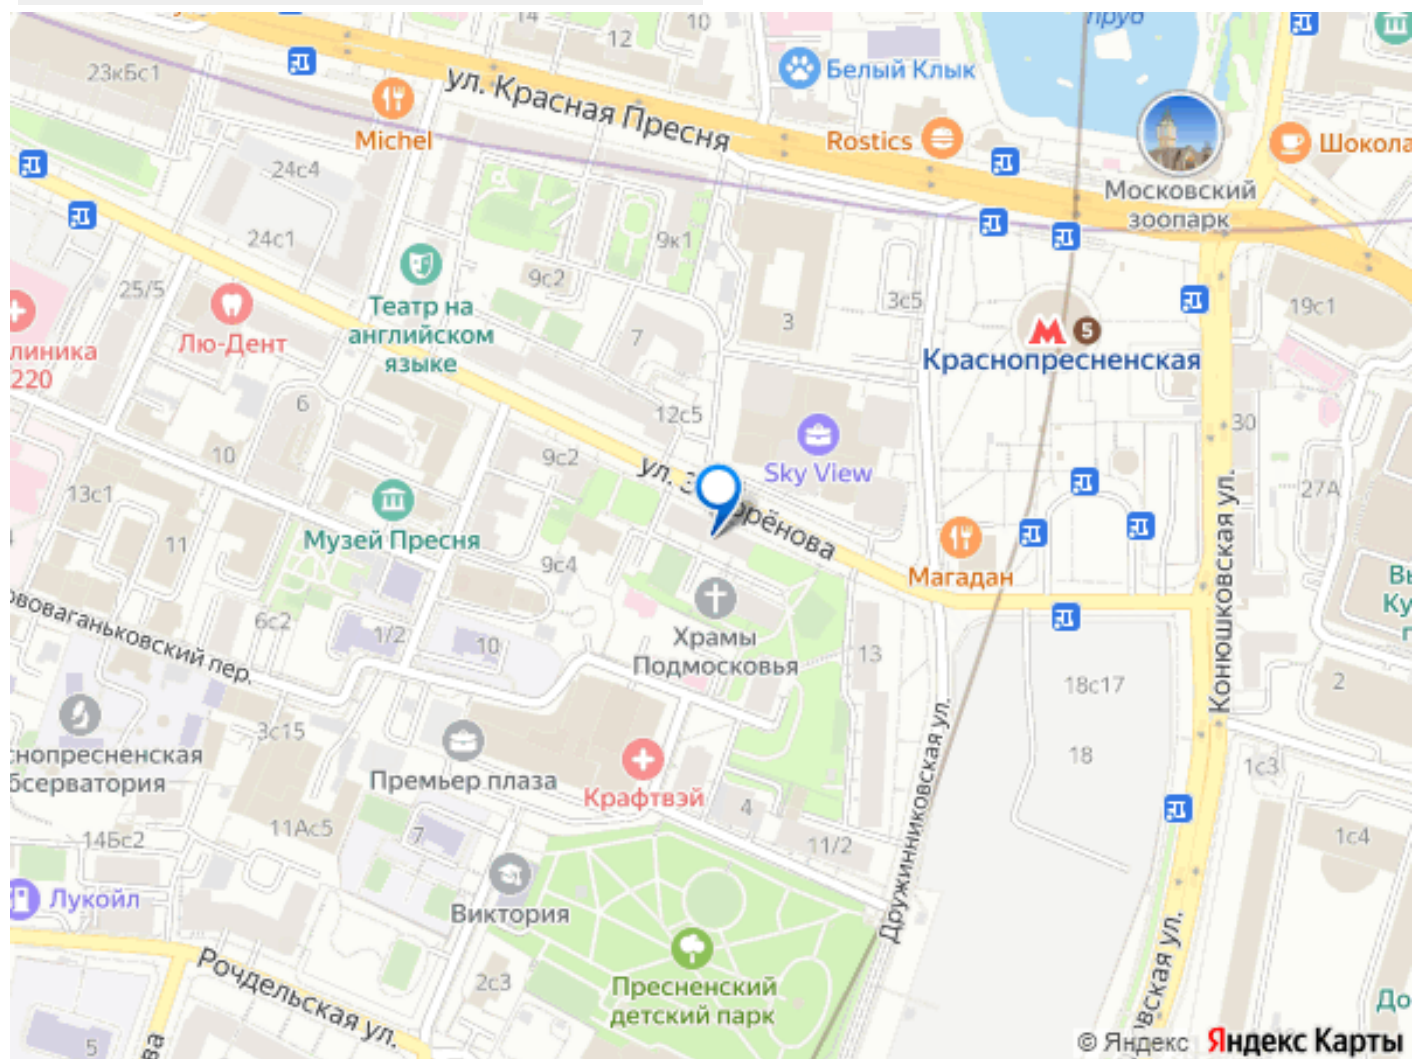 пруд
10
12
14
23кБс1
ул. Красная Пресня
Белый Клык
Michel
Rostics
Шокола
Московский
зоопарк
24с4
24с1
9к1
9с2
25/5
Театр на
английском
языке
Лю-Дент
линика
220
7
3
3с5
19с1
5
Краснопресненская
6
12с5
10
9с2
ул. З
орёнова
Sky View
30
27А
13с1
4
Музей Пресня
11
9с4
Магадан
Вы
Ку
г
Конюшковская ул.
ововаганьковский пер.
6с2
1/2
10
Храмы
Подмосковья
13
18с17
18
2
3с15
снопресненская
бсерватория
Премьер плаза
Крафтвэй
4
Дружинниковская ул.
1с3
1с4
14Бс2
11Ас5
7
11/2
Лукойл
Виктория
Рочдельская ул.
2с3
Пресненский
детский парк
вская ул.
До
5
ва
© Яндекс Яндекс Карты